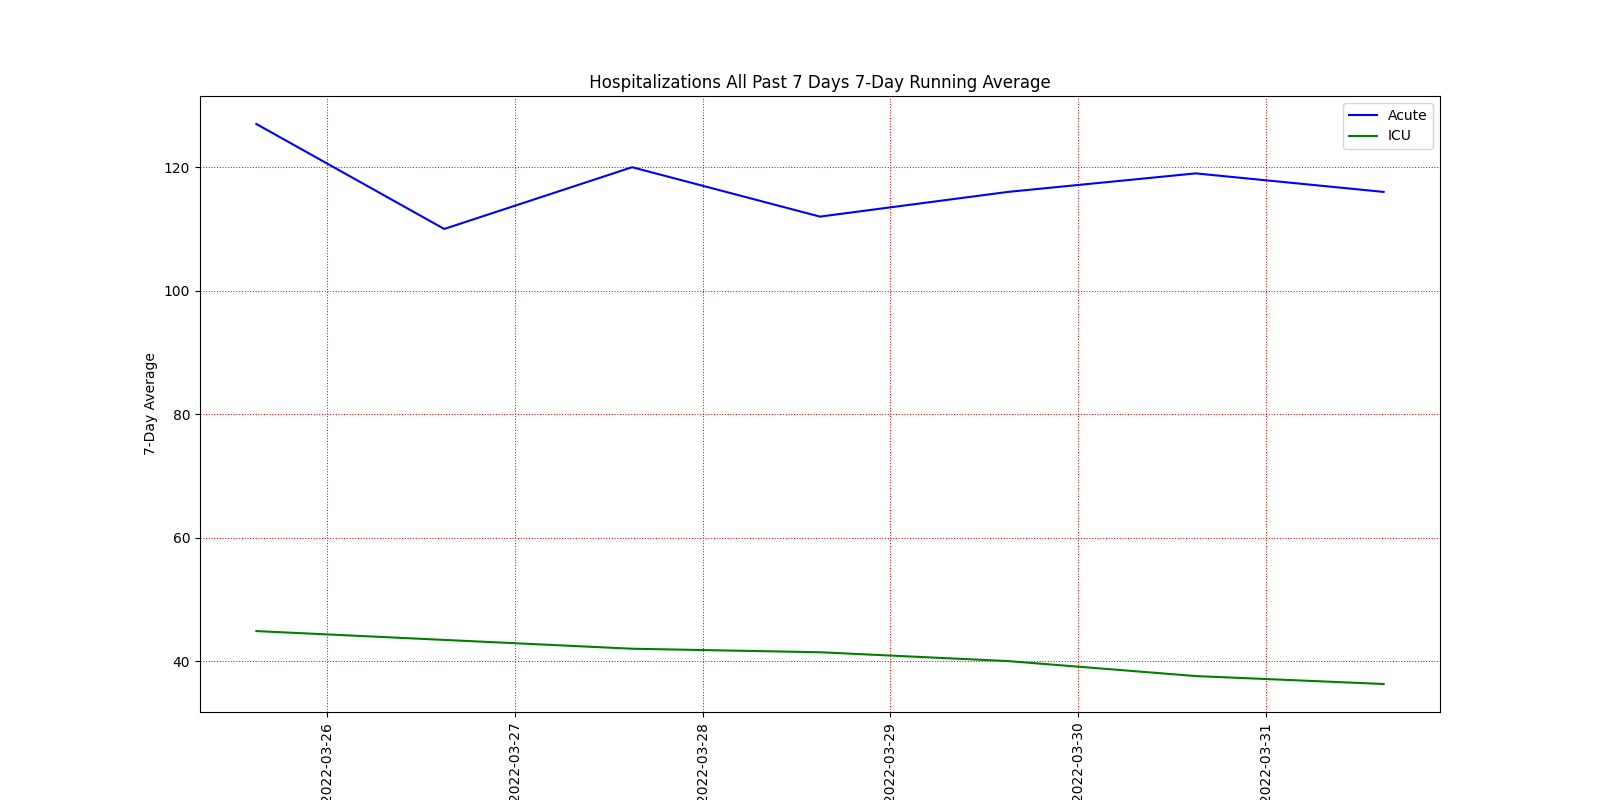 Hospitalizations All Past 7 Days 7-Day Running Average
Acute
ICU
120
100
80
60
40
7-Day Average
2022-03-26
2022-03-27
2022-03-28
2022-03-29
2022-03-30
2022-03-31